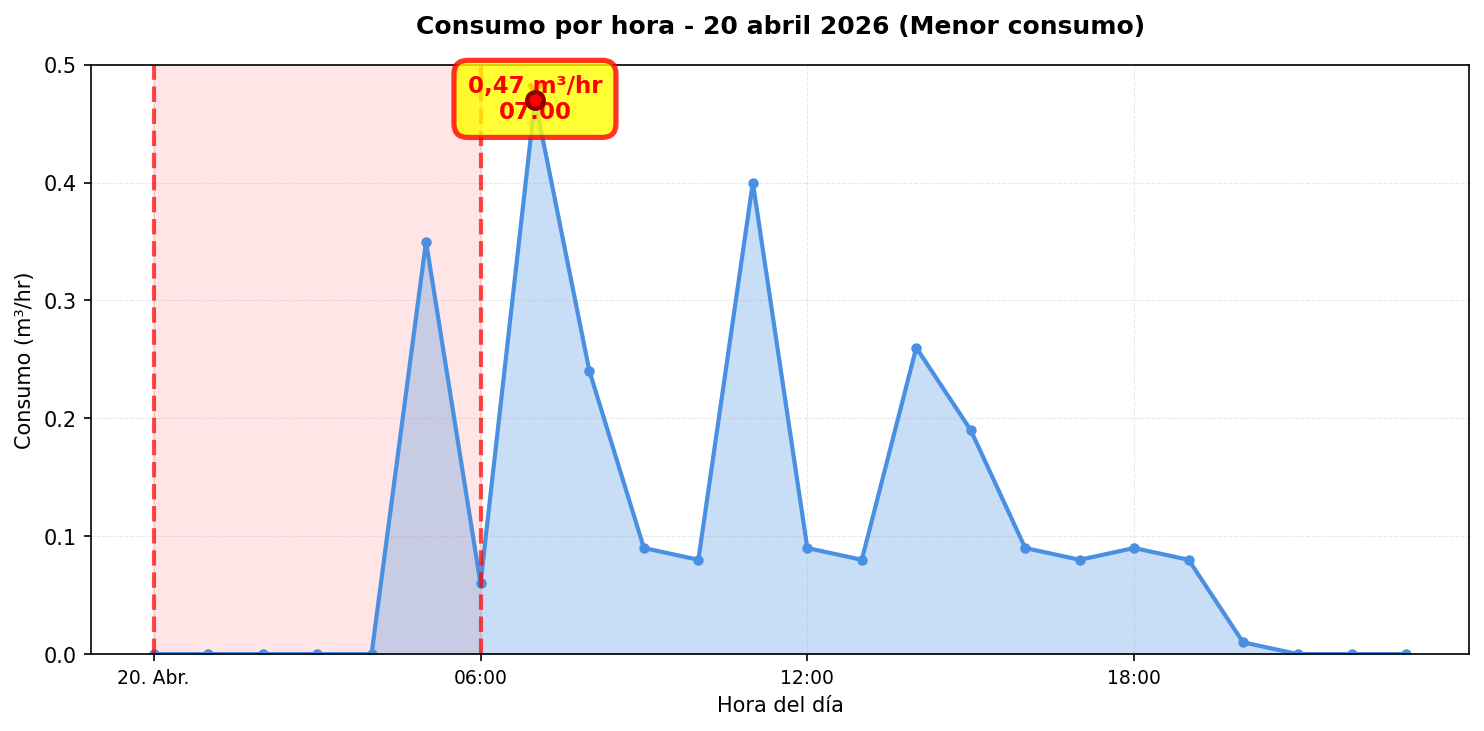 Consumo por hora - 20 abril 2026 (Menor consumo)
0,47 m³/hr
07:00
0.5
0.4
0.3
0.2
0.1
0.0
Consumo (m³/hr)
20. Abr.
06:00
12:00
18:00
Hora del día